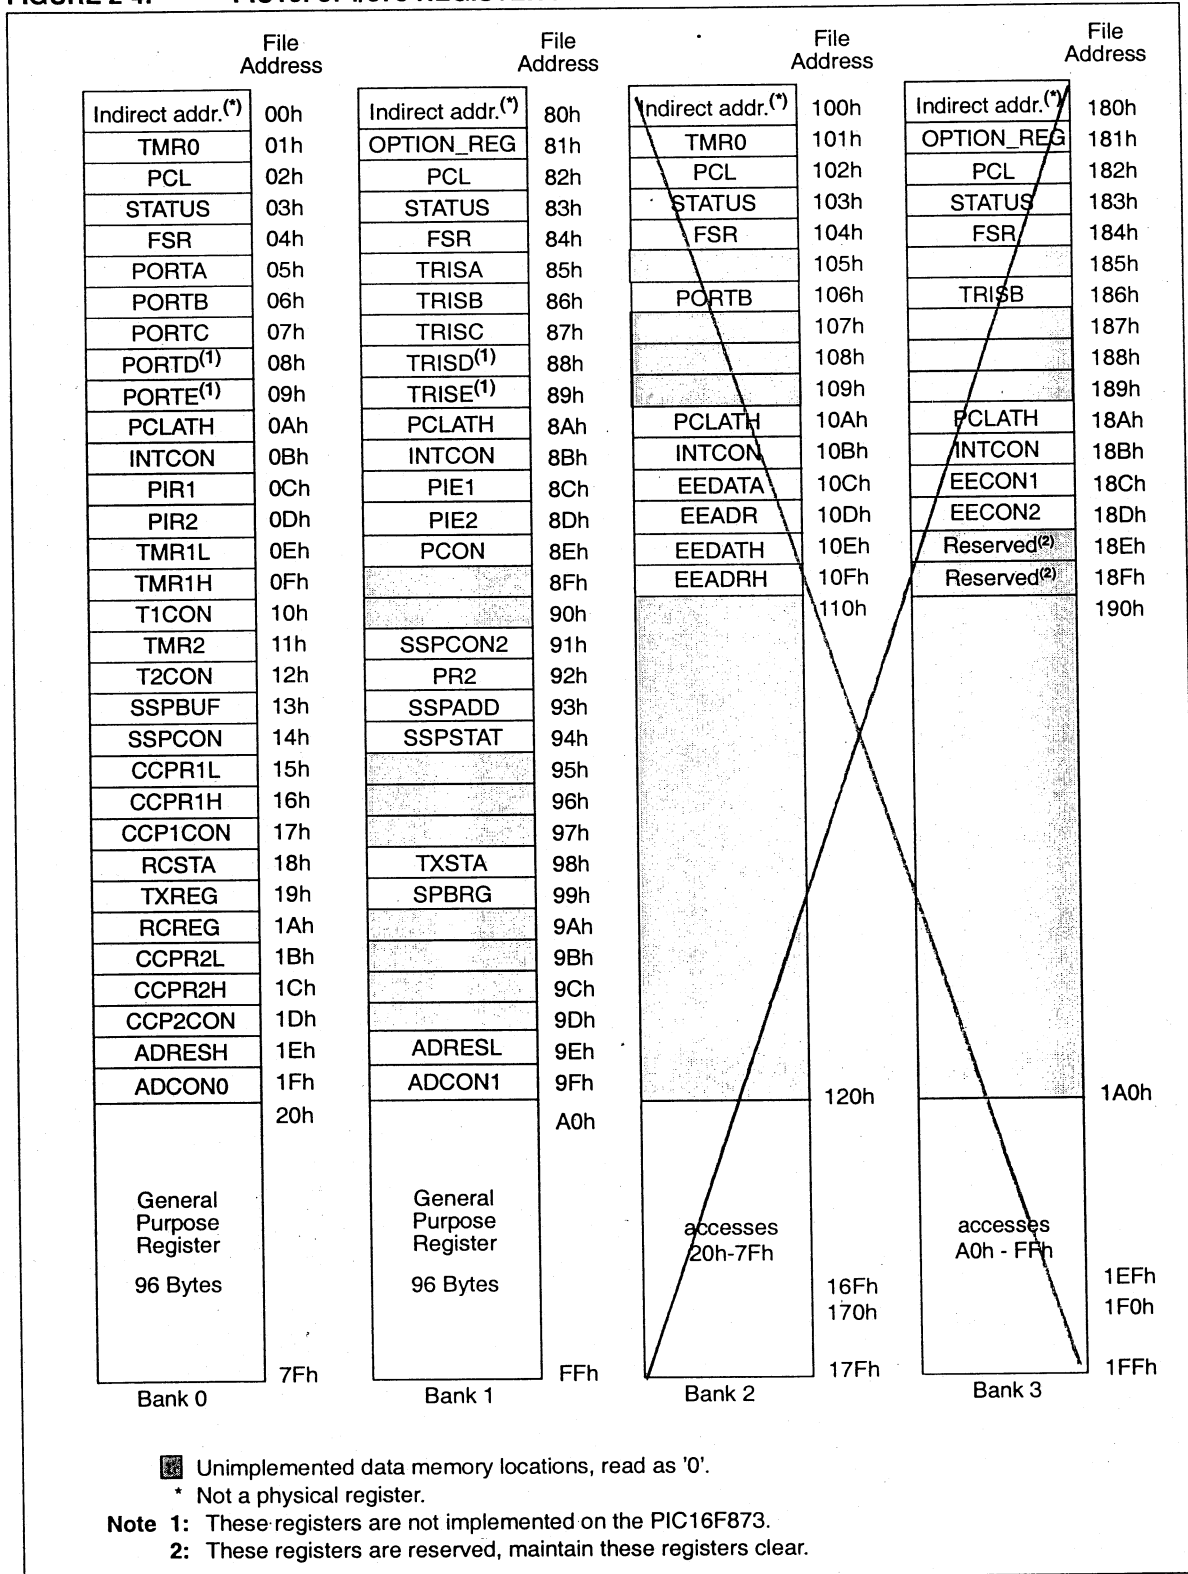 File Address File Address File Address File Address
Indirect addr.(*) 00h Indirect addr.(*) 80h Indirect addr.(*) 100h Indirect addr.(*) 180h
TMR0 01h OPTION_REG 81h TMR0 101h OPTION_REG 181h
PCL 02h PCL 82h PCL 102h PCL 182h
STATUS 03h STATUS 83h STATUS 103h STATUS 183h
FSR 04h FSR 84h FSR 104h FSR 184h
PORTA 05h TRISA 85h 105h 185h
PORTB 06h TRISB 86h PORTB 106h TRISB 186h
PORTC 07h TRISC 87h 107h 187h
PORTD(1) 08h TRISD(1) 88h 108h 188h
PORTE(1) 09h TRISE(1) 89h 109h 189h
PCLATH 0Ah PCLATH 8Ah PCLATH 10Ah PCLATH 18Ah
INTCON 0Bh INTCON 8Bh INTCON 10Bh INTCON 18Bh
PIR1 0Ch PIE1 8Ch EEDATA 10Ch EECON1 18Ch
PIR2 0Dh PIE2 8Dh EEADR 10Dh EECON2 18Dh
TMR1L 0Eh PCON 8Eh EEDATH 10Eh Reserved(2) 18Eh
TMR1H 0Fh 8Fh EEADRH 10Fh Reserved(2) 18Fh
T1CON 10h 90h 110h 190h
TMR2 11h SSPCON2 91h
T2CON 12h PR2 92h
SSPBUF 13h SSPADD 93h
SSPCON 14h SSPSTAT 94h
CCPR1L 15h 95h
CCPR1H 16h 96h
CCP1CON 17h 97h
RCSTA 18h TXSTA 98h
TXREG 19h SPBRG 99h
RCREG 1Ah 9Ah
CCPR2L 1Bh 9Bh
CCPR2H 1Ch 9Ch
CCP2CON 1Dh 9Dh
ADRESH 1Eh ADRESL 9Eh
ADCON0 1Fh ADCON1 9Fh 120h 1A0h
20h A0h
General General
Purpose Purpose accesses accesses
Register Register 20h-7Fh A0h - FFh
96 Bytes 96 Bytes 16Fh 1EFh
170h 1F0h
7Fh FFh 17Fh 1FFh
Bank 0 Bank 1 Bank 2 Bank 3
Unimplemented data memory locations, read as '0'.
* Not a physical register.
Note 1: These registers are not implemented on the PIC16F873.
2: These registers are reserved, maintain these registers clear.